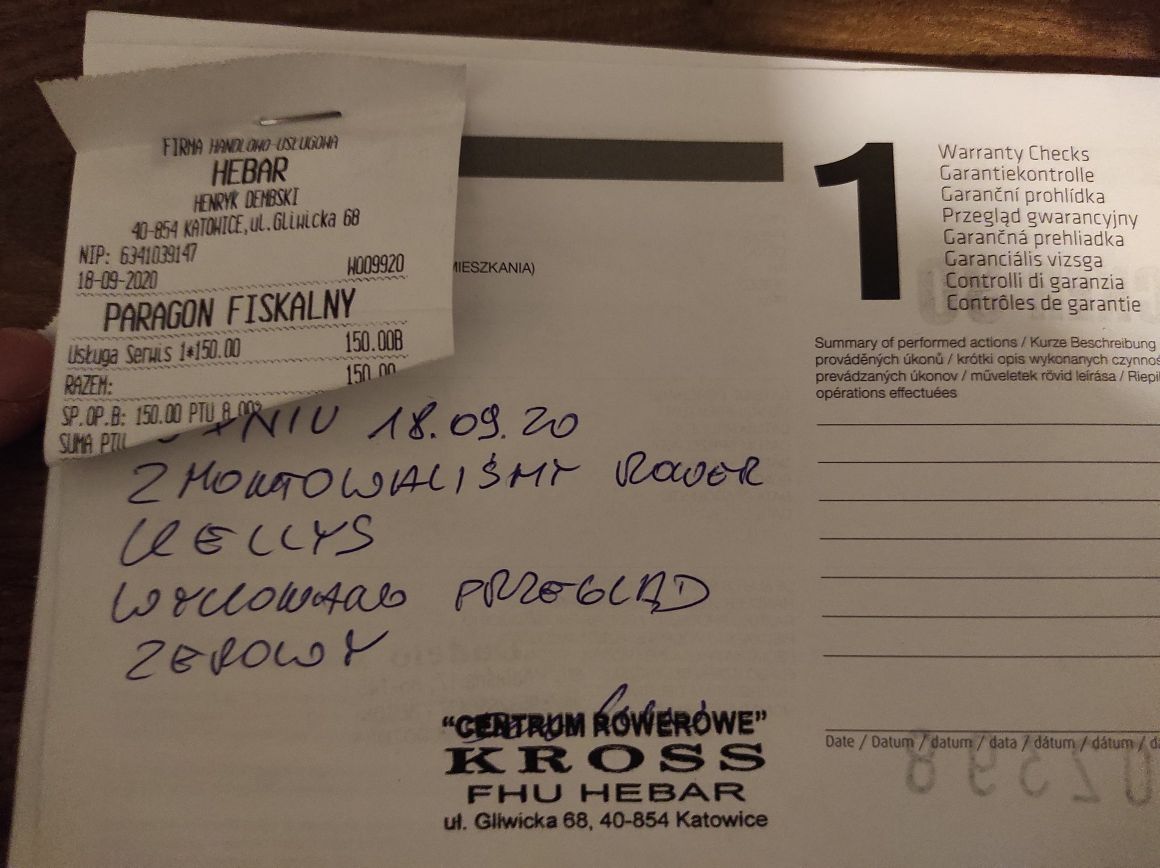 FIRMA HANDLOWO-USŁUGOWA
HEBAR
HENRYK DEMBSKI
40-854 KATOWICE,ul.Gliwicka 68
NIP: 6341039147
18-09-2020 W009920
PARAGON FISKALNY
Usługa Serwis 1*150.00 150.00B
RAZEM: 150.00
SP.OP.B: 150.00 PTU 8.00%
SUMA PTU
MIESZKANIA)
DNIU 18.09.20
ZMONTOWALIŚMY ROWER
KELLYS
WYKONANO PRZEGLĄD
ZEROWY
"CENTRUM ROWEROWE"
KROSS
FHU HEBAR
ul. Gliwicka 68, 40-854 Katowice
1
Warranty Checks
Garantiekontrolle
Garanční prohlídka
Przegląd gwarancyjny
Garančná prehliadka
Garanciális vizsga
Controlli di garanzia
Contrôles de garantie
Summary of performed actions / Kurze Beschreibung
prováděných úkonů / krótki opis wykonanych czynnoś
prevádzaných úkonov / műveletek rövid leírása / Riepil
opérations effectuées
Date / Datum / datum / data / dátum / dátum / da